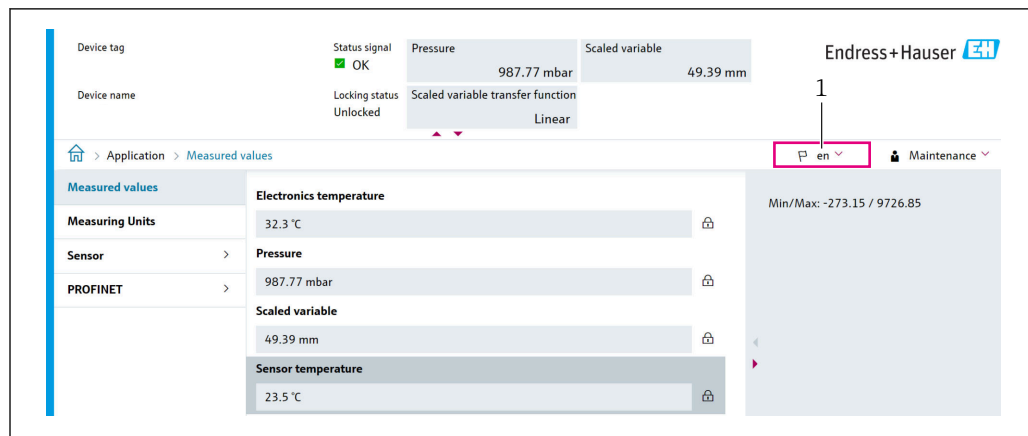 Device tag
Status signal
OK
Pressure
987.77 mbar
Scaled variable
49.39 mm
Endress+Hauser EH
Device name
Locking status
Unlocked
Scaled variable transfer function
Linear
1
> Application > Measured values
en
Maintenance
Measured values
Measuring Units
Sensor >
PROFINET >
Electronics temperature
32.3 °C
Pressure
987.77 mbar
Scaled variable
49.39 mm
Sensor temperature
23.5 °C
Min/Max: -273.15 / 9726.85